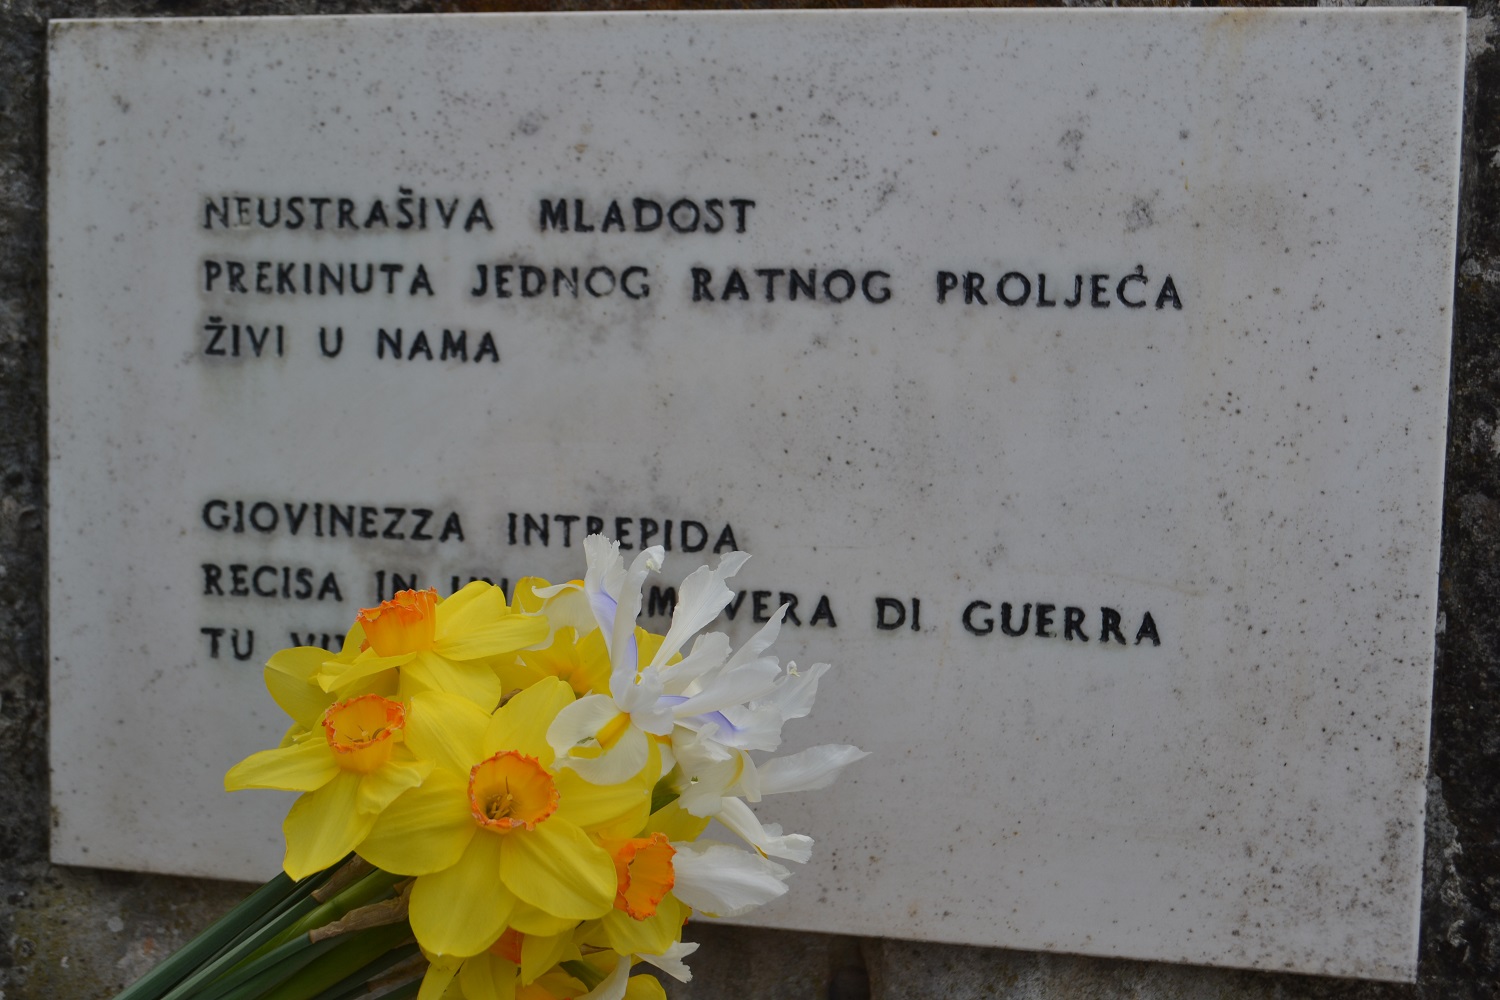 NEUSTRAŠIVA MLADOST
PREKINUTA JEDNOG RATNOG PROLJEĆA
ŽIVI U NAMA
GIOVINEZZA INTREPIDA
RECISA IN DI GUERRA
TU